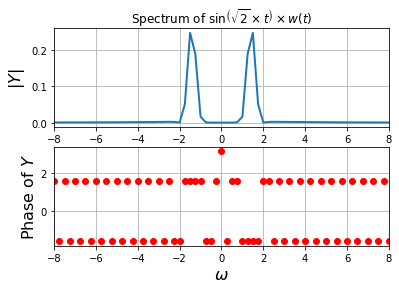 Spectrum of sin(√2 × t) × w(t)
|Y|
0.2
0.1
0.0
−8 −6 −4 −2 0 2 4 6 8
Phase of Y
2
0
−8 −6 −4 −2 0 2 4 6 8
ω